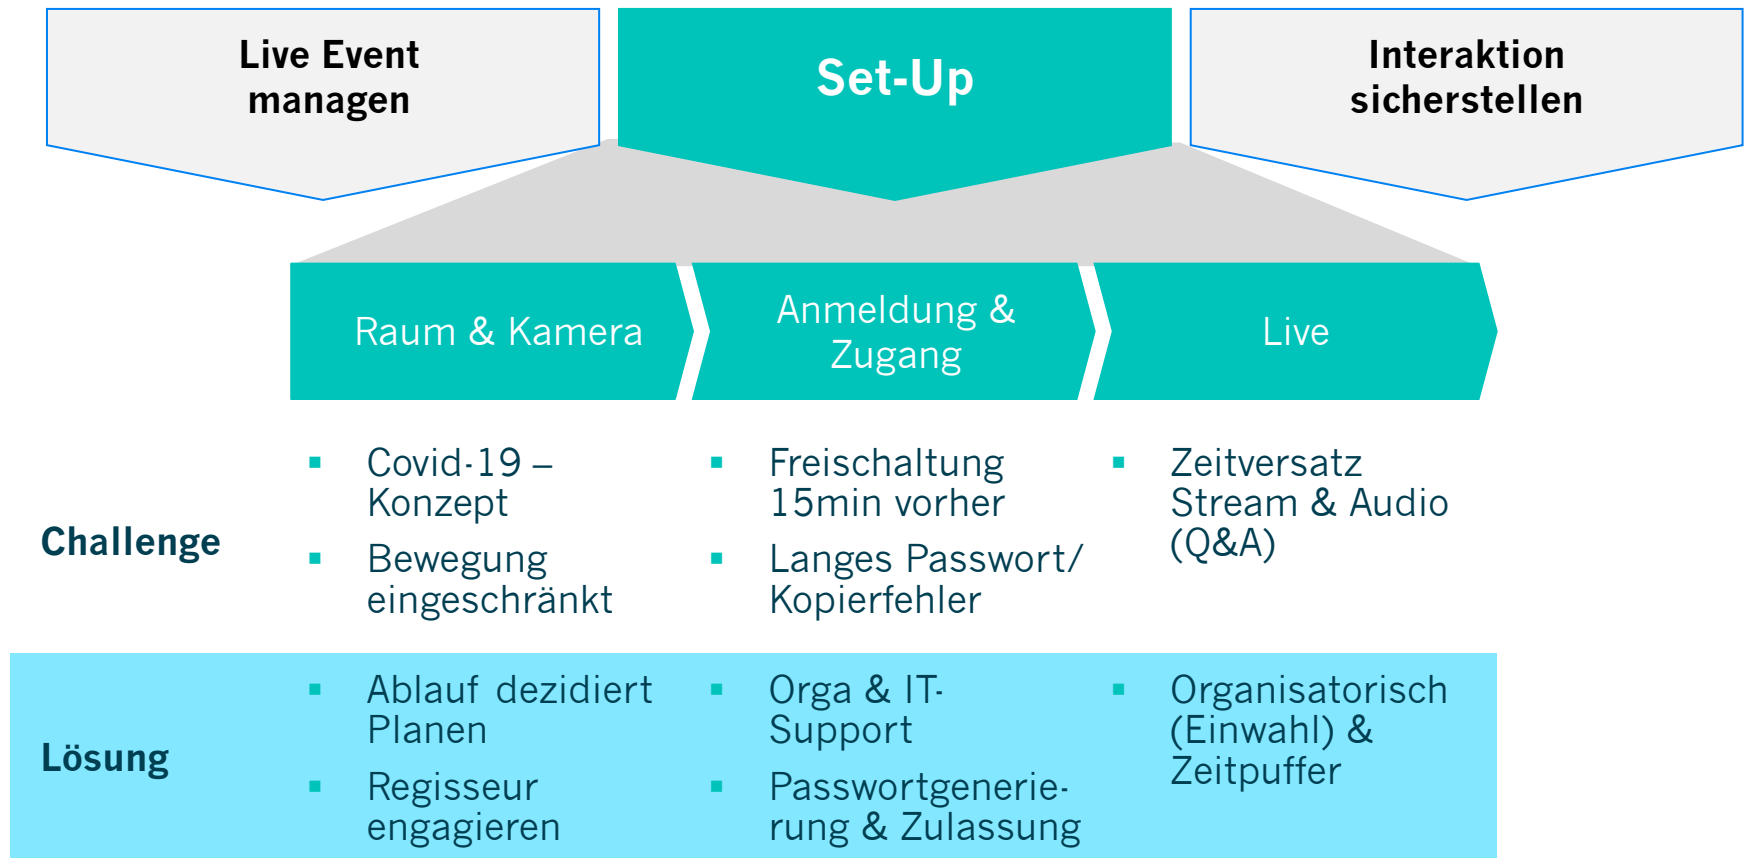 Live Event
managen
Set-Up
Interaktion
sicherstellen
Raum & Kamera
Anmeldung &
Zugang
Live
Challenge
▪ Covid-19 –
Konzept
▪ Bewegung
eingeschränkt
▪ Freischaltung
15min vorher
▪ Langes Passwort/
Kopierfehler
▪ Zeitversatz
Stream & Audio
(Q&A)
Lösung
▪ Ablauf dezidiert
Planen
▪ Regisseur
engagieren
▪ Orga & IT-
Support
▪ Passwortgenerie-
rung & Zulassung
▪ Organisatorisch
(Einwahl) &
Zeitpuffer